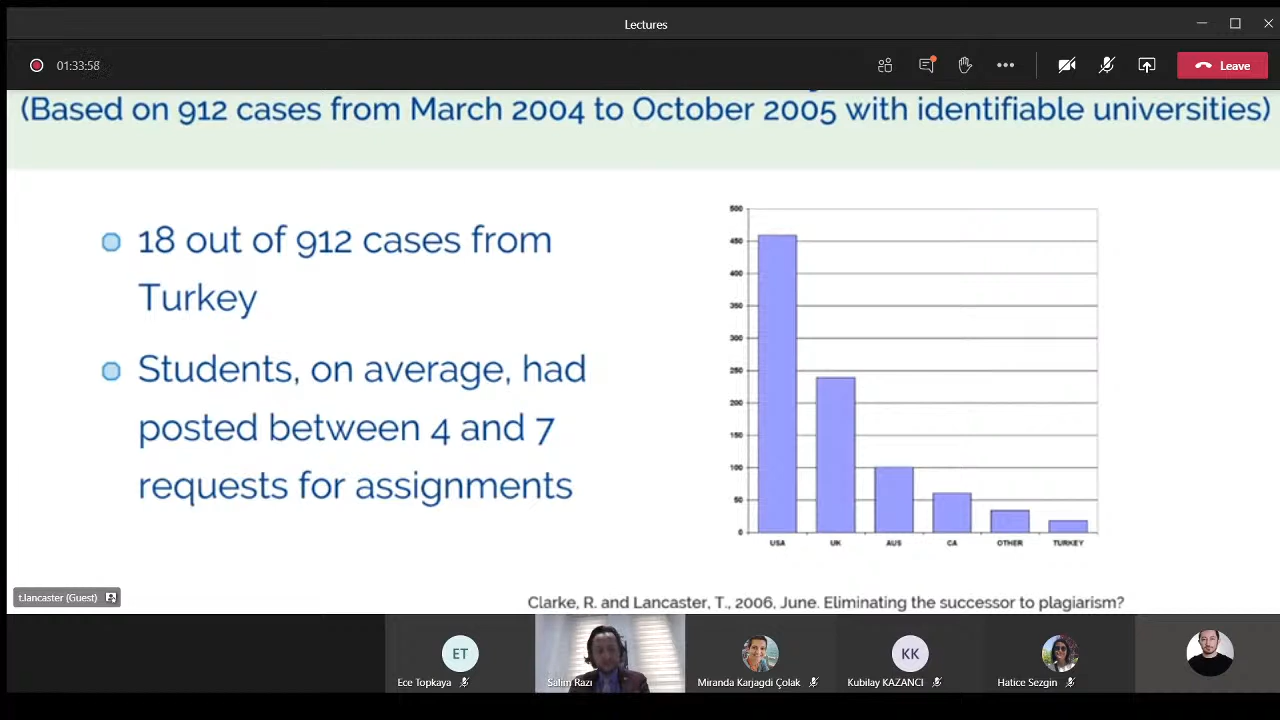 Lectures
01:33:58
Leave
(Based on 912 cases from March 2004 to October 2005 with identifiable universities)
18 out of 912 cases from
Turkey
Students, on average, had
posted between 4 and 7
requests for assignments
500
450
400
350
300
250
200
150
100
50
0
USA UK AUS CA OTHER TURKEY
t.lancaster (Guest)
Clarke, R. and Lancaster, T., 2006, June. Eliminating the successor to plagiarism?
ET KK
Ece Topkaya Salim Razı Miranda Karjagdi Çolak Kubilay KAZANCI Hatice Sezgin